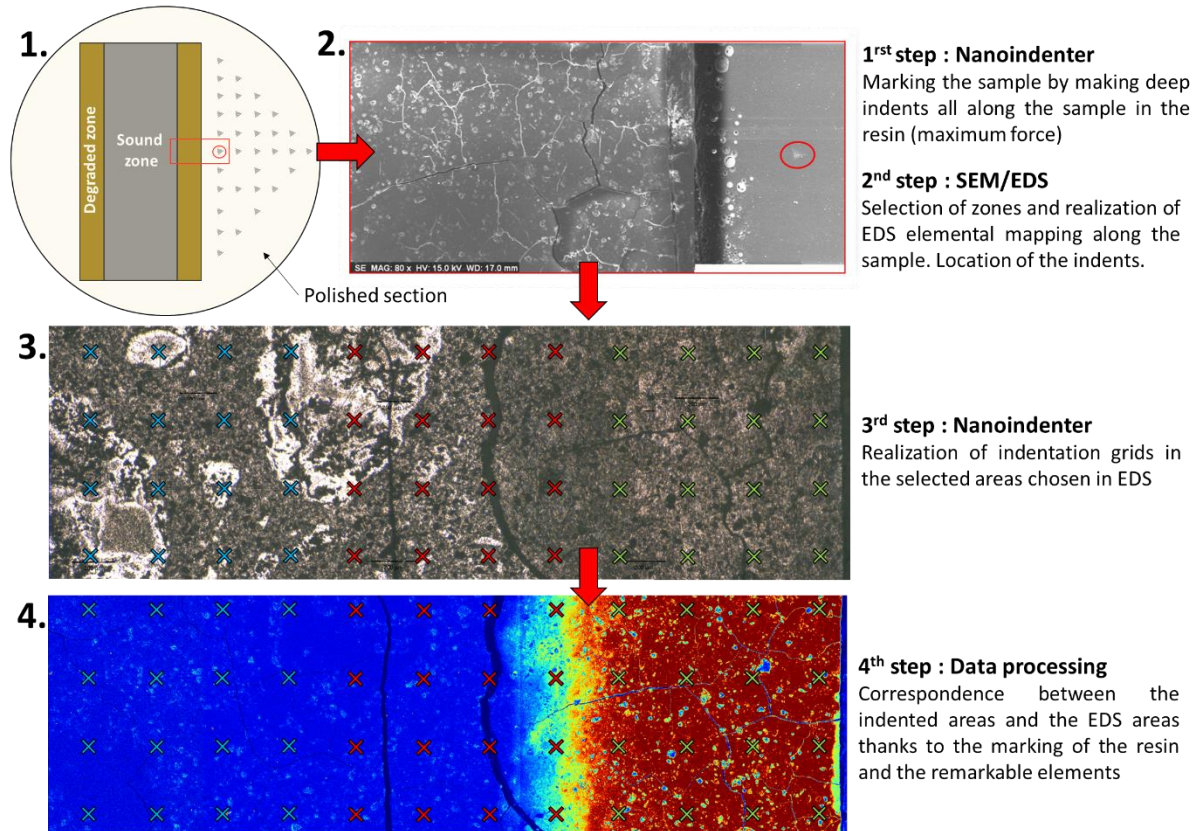 1.
Degraded zone
Sound
zone
Polished section
2.
SE MAG: 80 x HV: 15.0 kV WD: 17.0 mm
1rst step : Nanoindenter
Marking the sample by making deep
indents all along the sample in the
resin (maximum force)
2nd step : SEM/EDS
Selection of zones and realization of
EDS elemental mapping along the
sample. Location of the indents.
3.
3rd step : Nanoindenter
Realization of indentation grids in
the selected areas chosen in EDS
4.
4th step : Data processing
Correspondence between the
indented areas and the EDS areas
thanks to the marking of the resin
and the remarkable elements